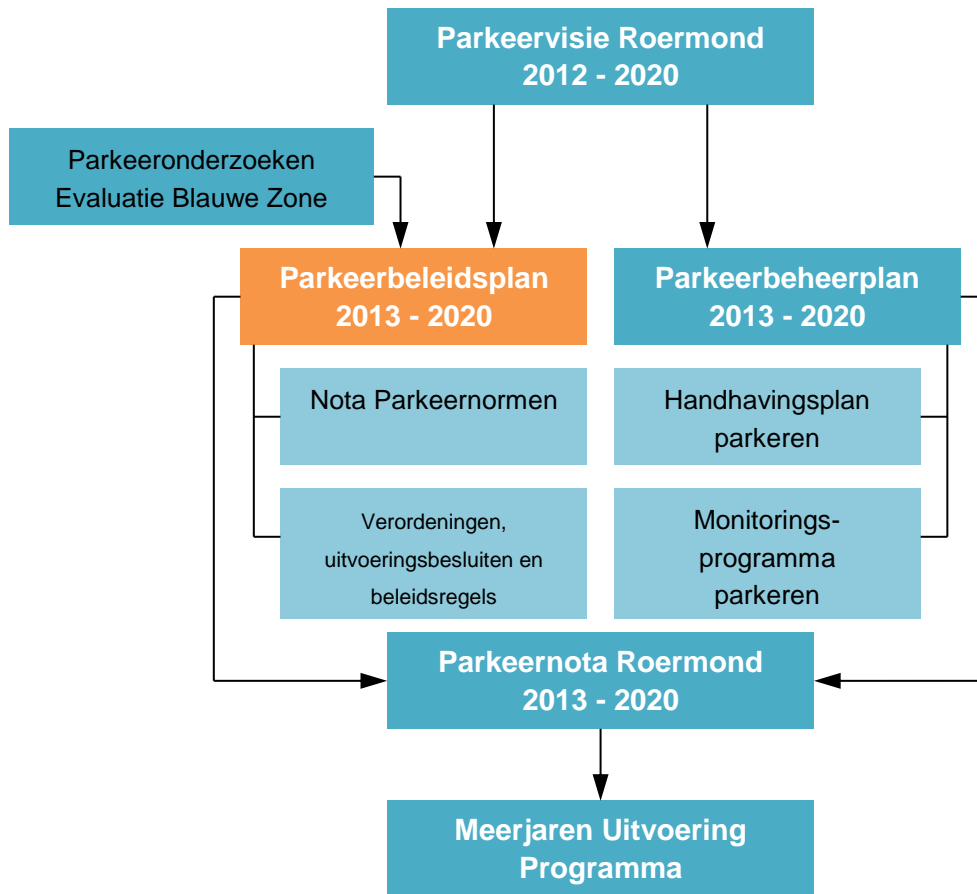 Parkeervisie Roermond
2012 - 2020
Parkeeronderzoeken
Evaluatie Blauwe Zone
Parkeerbeleidsplan
2013 - 2020
Parkeerbeheerplan
2013 - 2020
Nota Parkeernormen
Handhavingsplan
parkeren
Verordeningen,
uitvoeringsbesluiten en
beleidsregels
Monitorings-
programma
parkeren
Parkeernota Roermond
2013 - 2020
Meerjaren Uitvoering
Programma